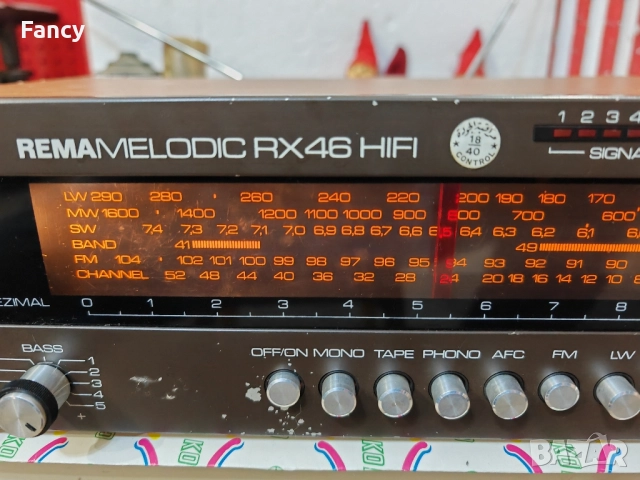 Fancy
REMA MELODIC RX46 HIFI
18
40
CONTROL
1 2 3 4
SIGNA
LW 290 280 260 240 220 200 190 180 170
MW 1600 1400 1200 1100 1000 900 800 700 600
SW 7,4 7,3 7,2 7,1 7,0 6,9 6,8 6,7 6,6 6,5 6,4 6,3 6,2 6,1
BAND 41 49
FM 104 102 101 100 99 98 97 96 95 94 93 92 91 90
CHANNEL 52 48 44 40 36 32 28 24 20 18 16 14 12 10 8
EZIMAL 0 1 2 3 4 5 6 7 8
BASS
1
2
3
4
5
+
OFF/ON MONO TAPE PHONO AFC FM LW
BAZAR